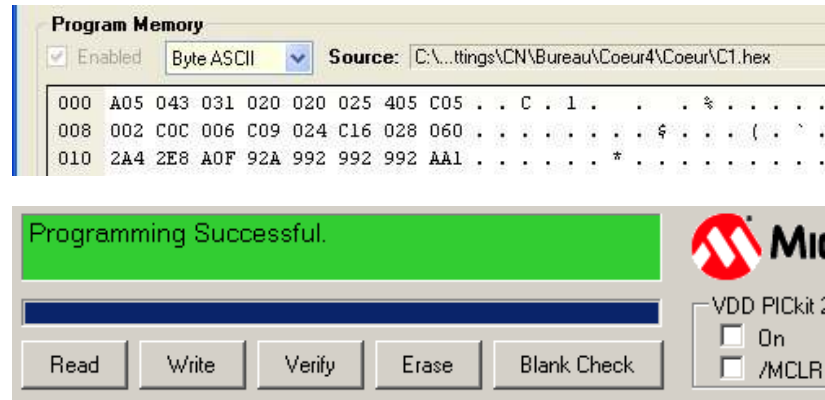 Program Memory
Enabled Byte ASCII Source: C:\...ttings\CN\Bureau\Coeur4\Coeur\C1.hex
000 A05 043 031 020 020 025 405 C05 . . C . 1 . . . % . . . . .
008 002 C0C 006 C09 024 C16 028 060 . . . . . . . . $ . . . ( . ` .
010 2A4 2E8 A0F 92A 992 992 992 AA1 . . . . . . * . . . . . . . . .
Programming Successful.
VDD PICkit 2
On
/MCLR
Read Write Verify Erase Blank Check